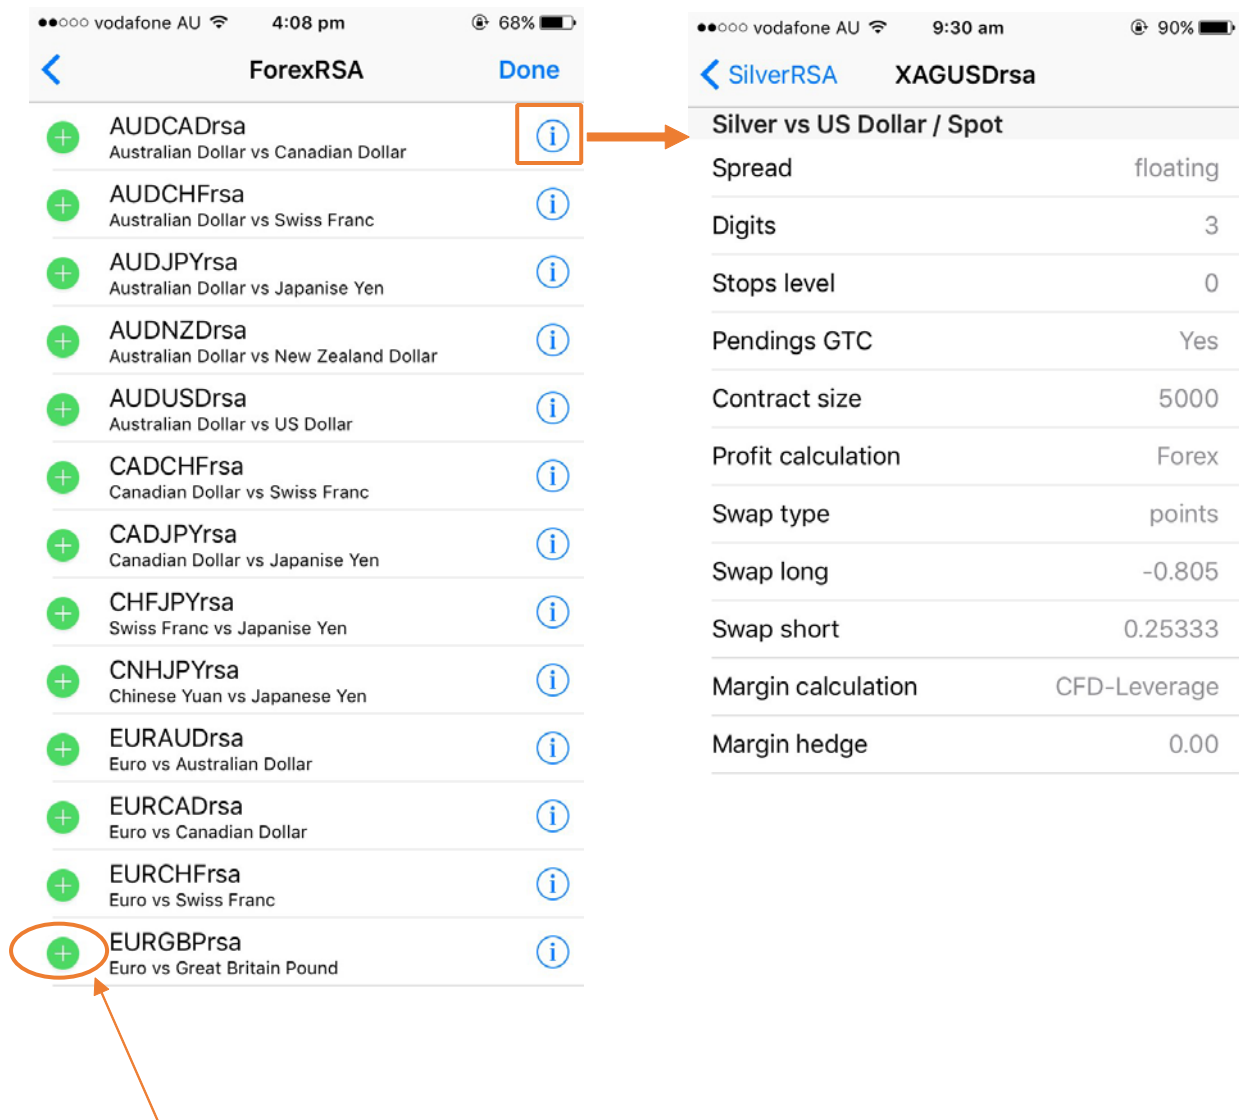 vodafone AU 4:08 pm 68%
ForexRSA Done
AUDCADrsa
Australian Dollar vs Canadian Dollar
AUDCHFrsa
Australian Dollar vs Swiss Franc
AUDJPYrsa
Australian Dollar vs Japanise Yen
AUDNZDrsa
Australian Dollar vs New Zealand Dollar
AUDUSDrsa
Australian Dollar vs US Dollar
CADCHFrsa
Canadian Dollar vs Swiss Franc
CADJPYrsa
Canadian Dollar vs Japanise Yen
CHFJPYrsa
Swiss Franc vs Japanise Yen
CNHJPYrsa
Chinese Yuan vs Japanese Yen
EURAUDrsa
Euro vs Australian Dollar
EURCADrsa
Euro vs Canadian Dollar
EURCHFrsa
Euro vs Swiss Franc
EURGBPrsa
Euro vs Great Britain Pound
vodafone AU 9:30 am 90%
SilverRSA XAGUSDrsa
Silver vs US Dollar / Spot
Spread floating
Digits 3
Stops level 0
Pendings GTC Yes
Contract size 5000
Profit calculation Forex
Swap type points
Swap long -0.805
Swap short 0.25333
Margin calculation CFD-Leverage
Margin hedge 0.00